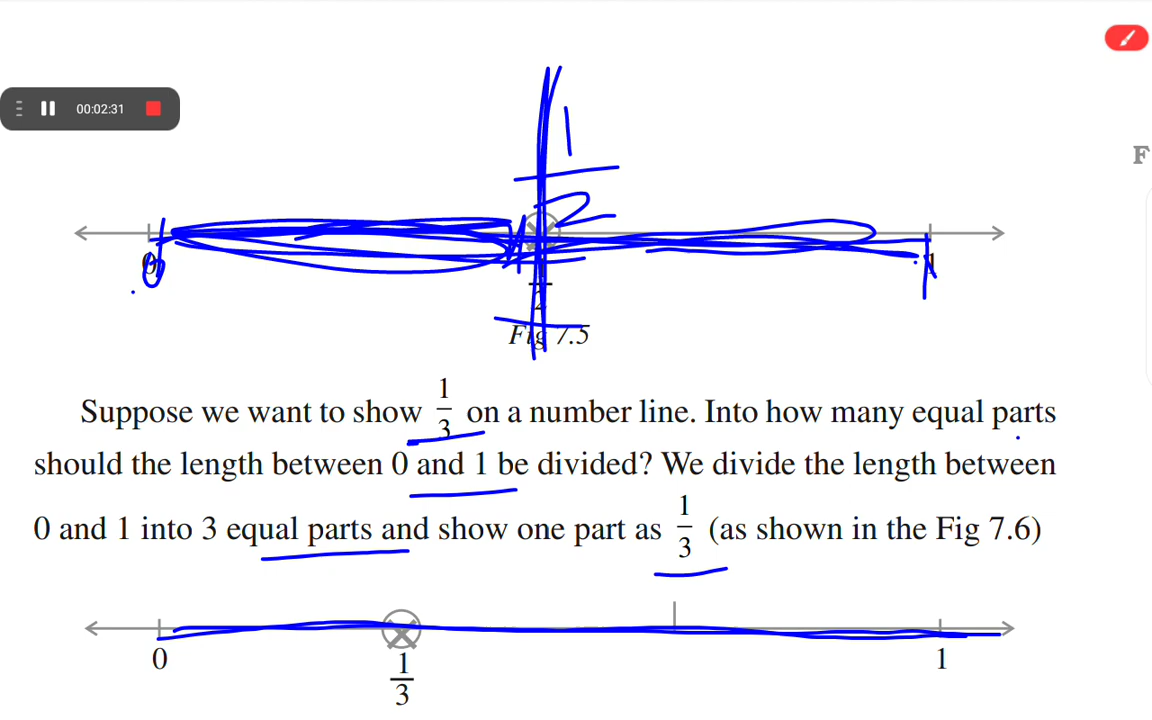 00:02:31
F
1
2
0
1
1
2
Fig 7.5
Suppose we want to show 1/3 on a number line. Into how many equal parts
should the length between 0 and 1 be divided? We divide the length between
0 and 1 into 3 equal parts and show one part as 1/3 (as shown in the Fig 7.6)
0
1/3
1